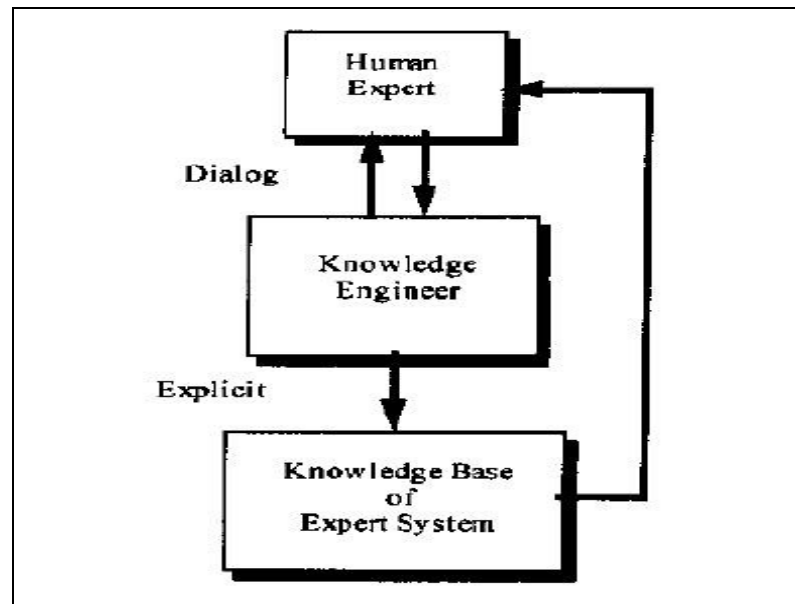 Human
Expert
Dialog
Knowledge
Engineer
Explicit
Knowledge Base
of
Expert System